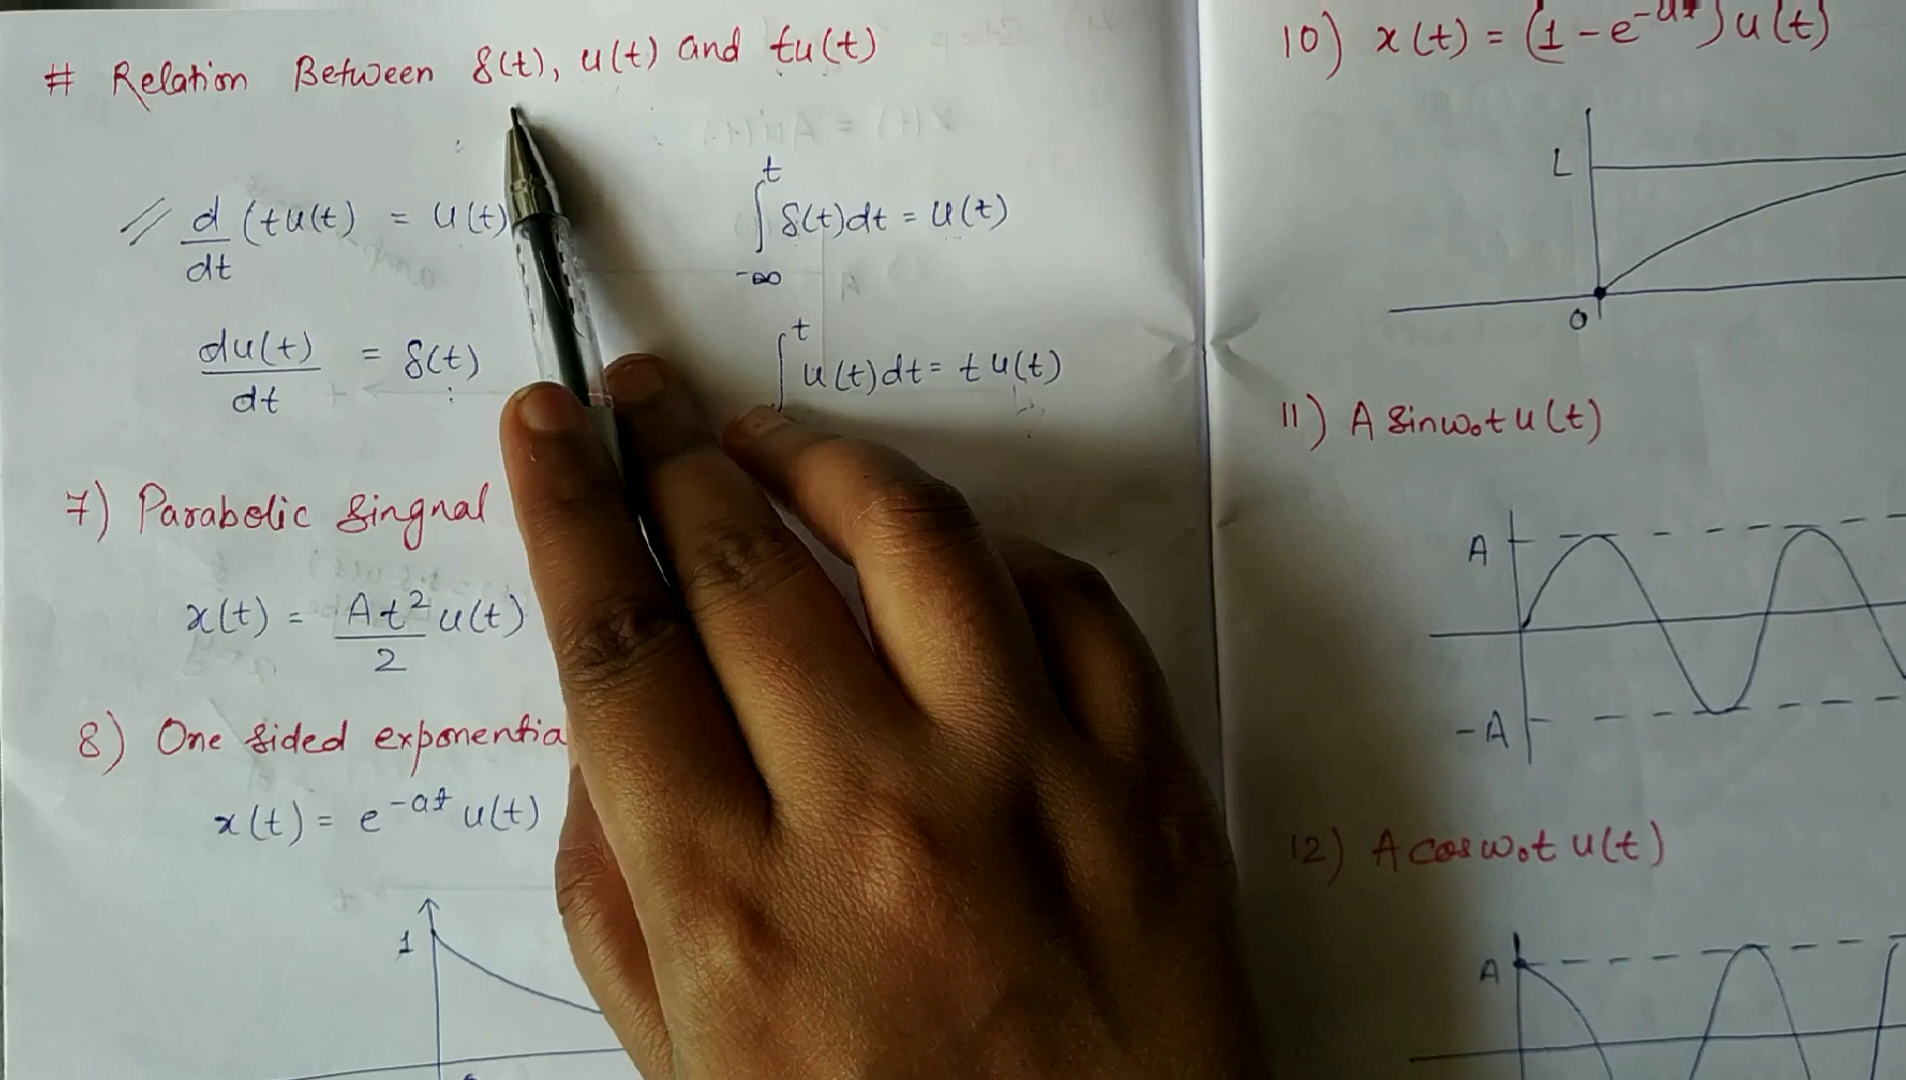 # Relation Between δ(t), u(t) and tu(t)
// d/dt (tu(t) = u(t)
∫_{-∞}^{t} δ(t)dt = u(t)
du(t)/dt = δ(t)
∫^{t} u(t)dt = t u(t)
7) Parabolic Singnal
x(t) = At²/2 u(t)
8) One sided exponentia
x(t) = e^{-at} u(t)
1
10) x(t) = (1 - e^{-at}) u(t)
L
0
11) A Sinω₀t u(t)
A
-A
12) A cosω₀t u(t)
A